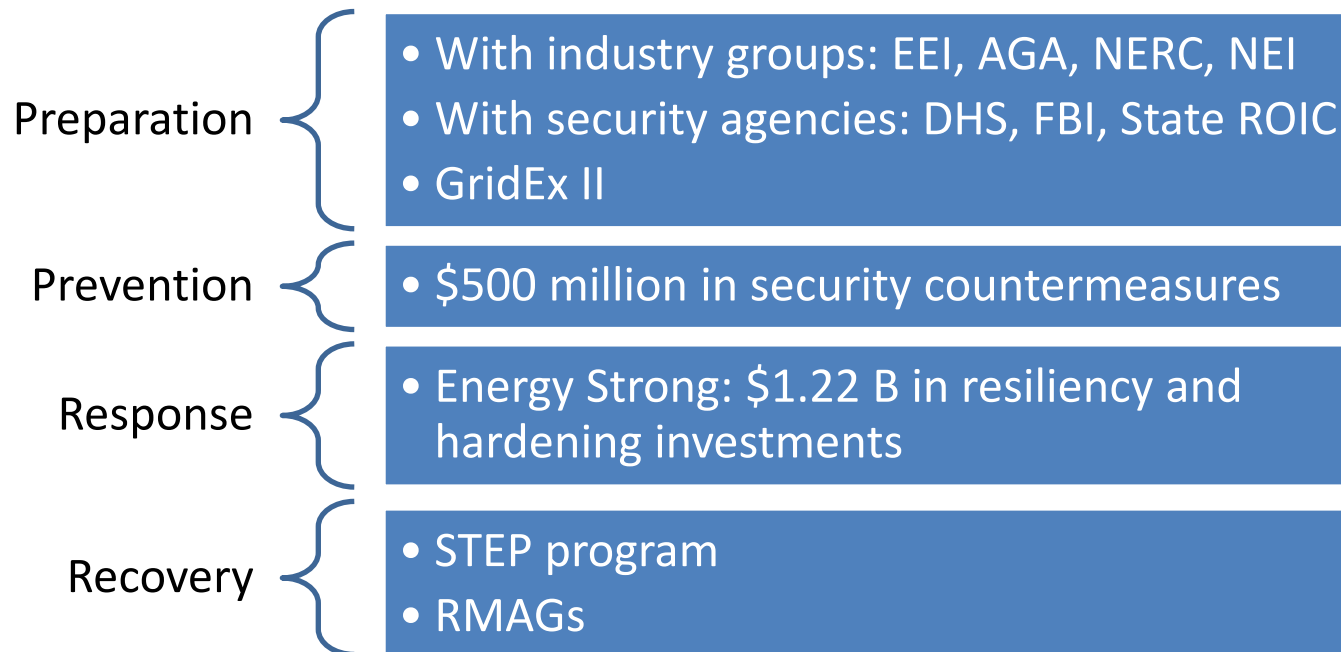 Preparation
• With industry groups: EEI, AGA, NERC, NEI
• With security agencies: DHS, FBI, State ROIC
• GridEx II
Prevention
• $500 million in security countermeasures
Response
• Energy Strong: $1.22 B in resiliency and
hardening investments
Recovery
• STEP program
• RMAGs